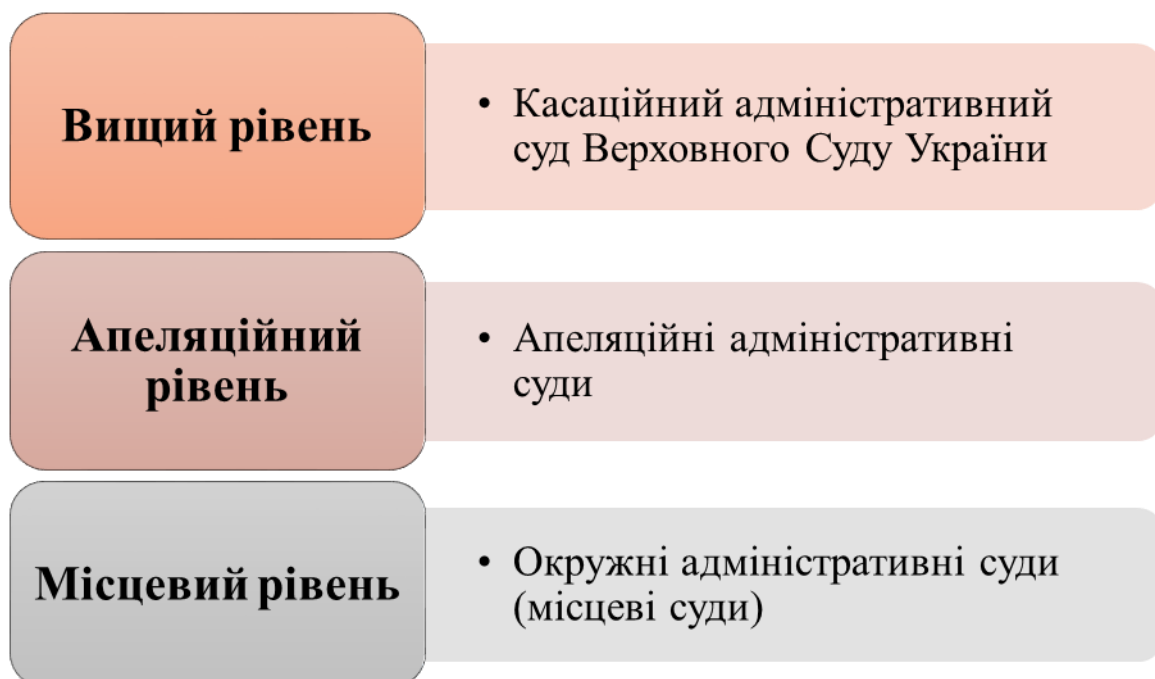 Вищий рівень
• Касаційний адміністративний
суд Верховного Суду України
Апеляційний
рівень
• Апеляційні адміністративні
суди
Місцевий рівень
• Окружні адміністративні суди
(місцеві суди)